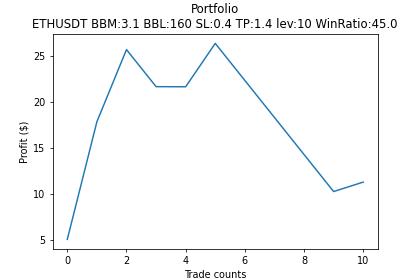 Portfolio
ETHUSDT BBM:3.1 BBL:160 SL:0.4 TP:1.4 lev:10 WinRatio:45.0
25
20
15
10
5
Profit ($)
0
2
4
6
8
10
Trade counts